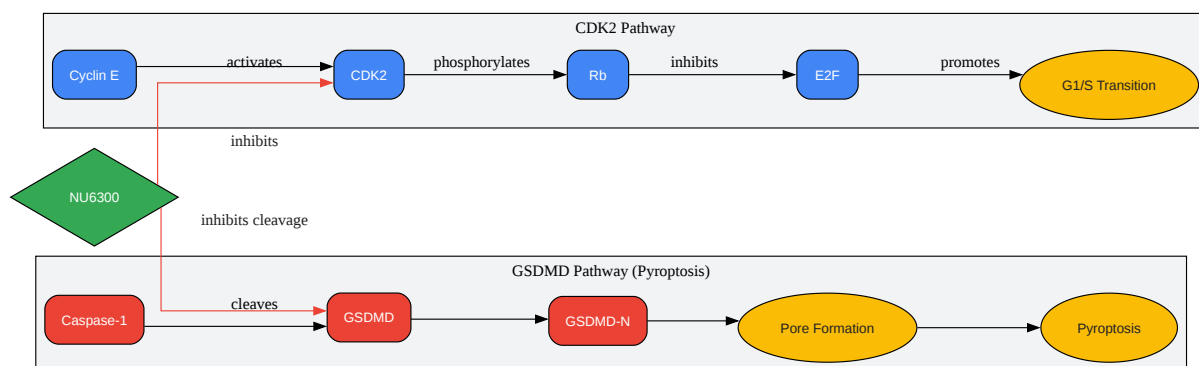 CDK2 Pathway
Cyclin E
activates
CDK2
phosphorylates
Rb
inhibits
E2F
promotes
G1/S Transition
inhibits
NU6300
inhibits cleavage
GSDMD Pathway (Pyroptosis)
Caspase-1
cleaves
GSDMD
GSDMD-N
Pore Formation
Pyroptosis